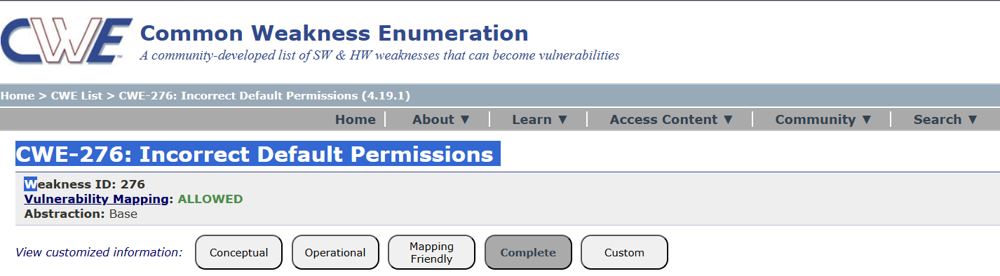 CWE™
Common Weakness Enumeration
A community-developed list of SW & HW weaknesses that can become vulnerabilities
Home > CWE List > CWE-276: Incorrect Default Permissions (4.19.1)
Home About ▼ Learn ▼ Access Content ▼ Community ▼ Search ▼
CWE-276: Incorrect Default Permissions
Weakness ID: 276
Vulnerability Mapping: ALLOWED
Abstraction: Base
View customized information: Conceptual Operational Mapping Friendly Complete Custom